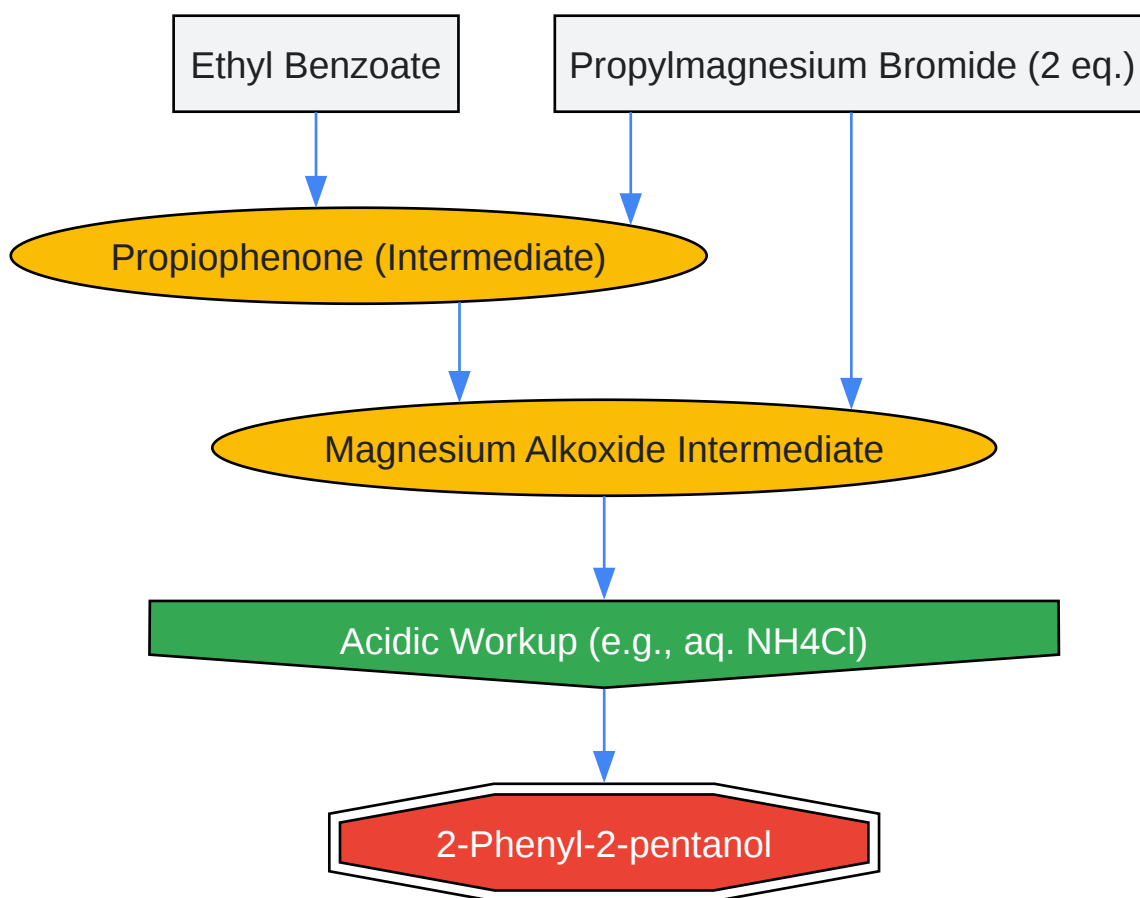 Ethyl Benzoate
Propylmagnesium Bromide (2 eq.)
Propiophenone (Intermediate)
Magnesium Alkoxide Intermediate
Acidic Workup (e.g., aq. NH4Cl)
2-Phenyl-2-pentanol